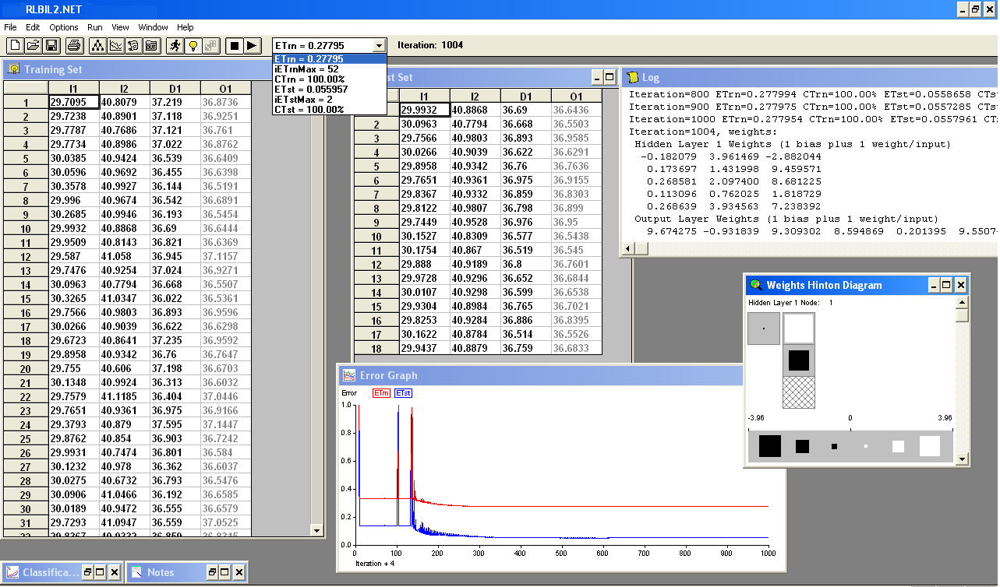 RLBIL2.NET
File Edit Options Run View Window Help
ETrn = 0.27795 Iteration: 1004
ETrn = 0.27795
iETrnMax = 52
CTrn = 100.00%
ETst = 0.055957
iETstMax = 2
CTst = 100.00%
Training Set
I1 I2 D1 O1
1 29.7095 40.8079 37.219 36.8736
2 29.7238 40.8901 37.118 36.9251
3 29.7787 40.7686 37.121 36.761
4 29.7734 40.8986 37.022 36.8762
5 30.0385 40.9424 36.539 36.6409
6 30.0596 40.9692 36.455 36.6398
7 30.3578 40.9927 36.144 36.5191
8 29.996 40.9674 36.542 36.6891
9 30.2685 40.9946 36.193 36.5454
10 29.9932 40.8868 36.69 36.6444
11 29.9509 40.8143 36.821 36.6369
12 29.587 41.058 36.945 37.1157
13 29.7476 40.9254 37.024 36.9271
14 30.0963 40.7794 36.668 36.5507
15 30.3265 41.0347 36.022 36.5361
16 29.7566 40.9803 36.893 36.9596
17 30.0266 40.9039 36.622 36.6298
18 29.6723 40.8641 37.235 36.9592
19 29.8958 40.9342 36.76 36.7647
20 29.755 40.606 37.198 36.6703
21 30.1348 40.9924 36.313 36.6032
22 29.7579 41.1185 36.404 37.0446
23 29.7651 40.9361 36.975 36.9166
24 29.3793 40.879 37.595 37.1447
25 29.8762 40.854 36.903 36.7242
26 29.9931 40.7474 36.801 36.584
27 30.1232 40.978 36.362 36.6037
28 30.0275 40.6732 36.793 36.5476
29 30.0906 41.0466 36.192 36.6585
30 30.0189 40.9472 36.555 36.6579
31 29.7293 41.0947 36.559 37.0525
32 29.8367 40.9332 36.859 36.8315
st Set
I1 I2 D1 O1
29.9932 40.8868 36.69 36.6436
2 30.0963 40.7794 36.668 36.5503
3 29.7566 40.9803 36.893 36.9585
4 30.0266 40.9039 36.622 36.6291
5 29.8958 40.9342 36.76 36.7636
6 29.7651 40.9361 36.975 36.9155
7 29.8367 40.9332 36.859 36.8303
8 29.8122 40.9807 36.798 36.899
9 29.7449 40.9528 36.976 36.95
10 30.1527 40.8309 36.577 36.5438
11 30.1754 40.867 36.519 36.545
12 29.888 40.9189 36.8 36.7601
13 29.9728 40.9296 36.652 36.6844
14 30.0107 40.9298 36.599 36.6538
15 29.9304 40.8984 36.765 36.7021
16 29.8253 40.9284 36.886 36.8395
17 30.1622 40.8784 36.514 36.5526
18 29.9437 40.8879 36.759 36.6833
Log
Iteration=800 ETrn=0.277994 CTrn=100.00% ETst=0.0558658 CTs
Iteration=900 ETrn=0.277975 CTrn=100.00% ETst=0.0557285 CTs
Iteration=1000 ETrn=0.277954 CTrn=100.00% ETst=0.0557961 CT
Iteration=1004, weights:
Hidden Layer 1 Weights (1 bias plus 1 weight/input)
-0.182079 3.961469 -2.882044
0.173697 1.431998 9.459571
0.268581 2.097400 8.681225
0.113096 0.762025 1.818729
0.268639 3.934563 7.238392
Output Layer Weights (1 bias plus 1 weight/input)
9.674275 -0.931839 9.309302 8.594869 0.201395 9.5507
Weights Hinton Diagram
Hidden Layer 1 Node: 1
-3.96 0 3.96
Error Graph
Error ETrn ETst
1.0
0.8
0.6
0.4
0.2
0.0
0 100 200 300 400 500 600 700 800 900 1000
Iteration + 4
Classifica...
Notes